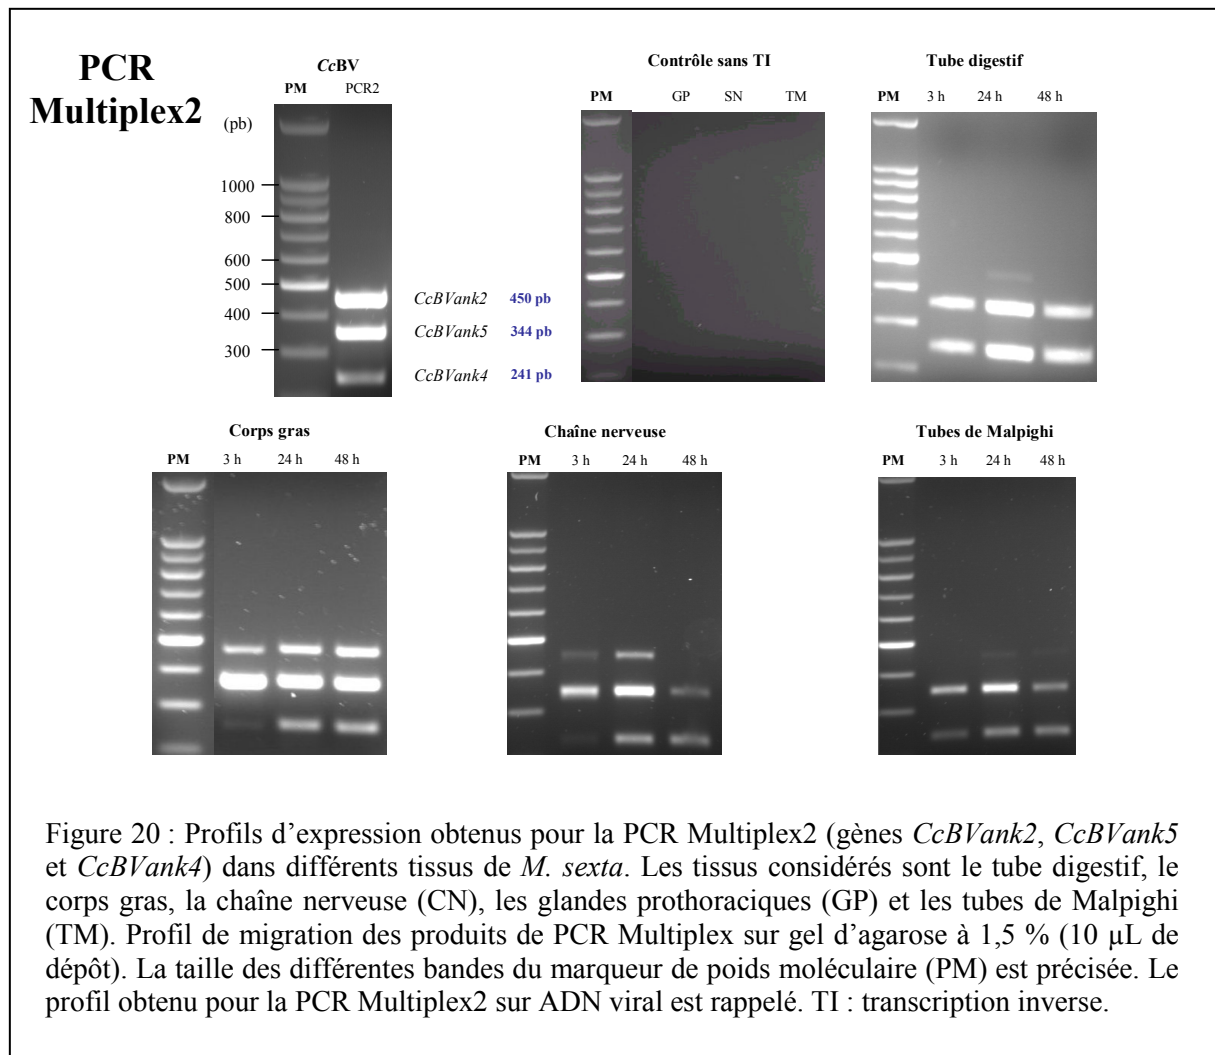 PCR
Multiplex2
CcBV
PM PCR2
(pb)
1000
800
600
500
400
300
CcBVank2 450 pb
CcBVank5 344 pb
CcBVank4 241 pb
Contrôle sans TI
PM GP SN TM
Tube digestif
PM 3 h 24 h 48 h
Corps gras
PM 3 h 24 h 48 h
Chaîne nerveuse
PM 3 h 24 h 48 h
Tubes de Malpighi
PM 3 h 24 h 48 h
Figure 20 : Profils d’expression obtenus pour la PCR Multiplex2 (gènes CcBVank2, CcBVank5
et CcBVank4) dans différents tissus de M. sexta. Les tissus considérés sont le tube digestif, le
corps gras, la chaîne nerveuse (CN), les glandes prothoraciques (GP) et les tubes de Malpighi
(TM). Profil de migration des produits de PCR Multiplex sur gel d’agarose à 1,5 % (10 µL de
dépôt). La taille des différentes bandes du marqueur de poids moléculaire (PM) est précisée. Le
profil obtenu pour la PCR Multiplex2 sur ADN viral est rappelé. TI : transcription inverse.